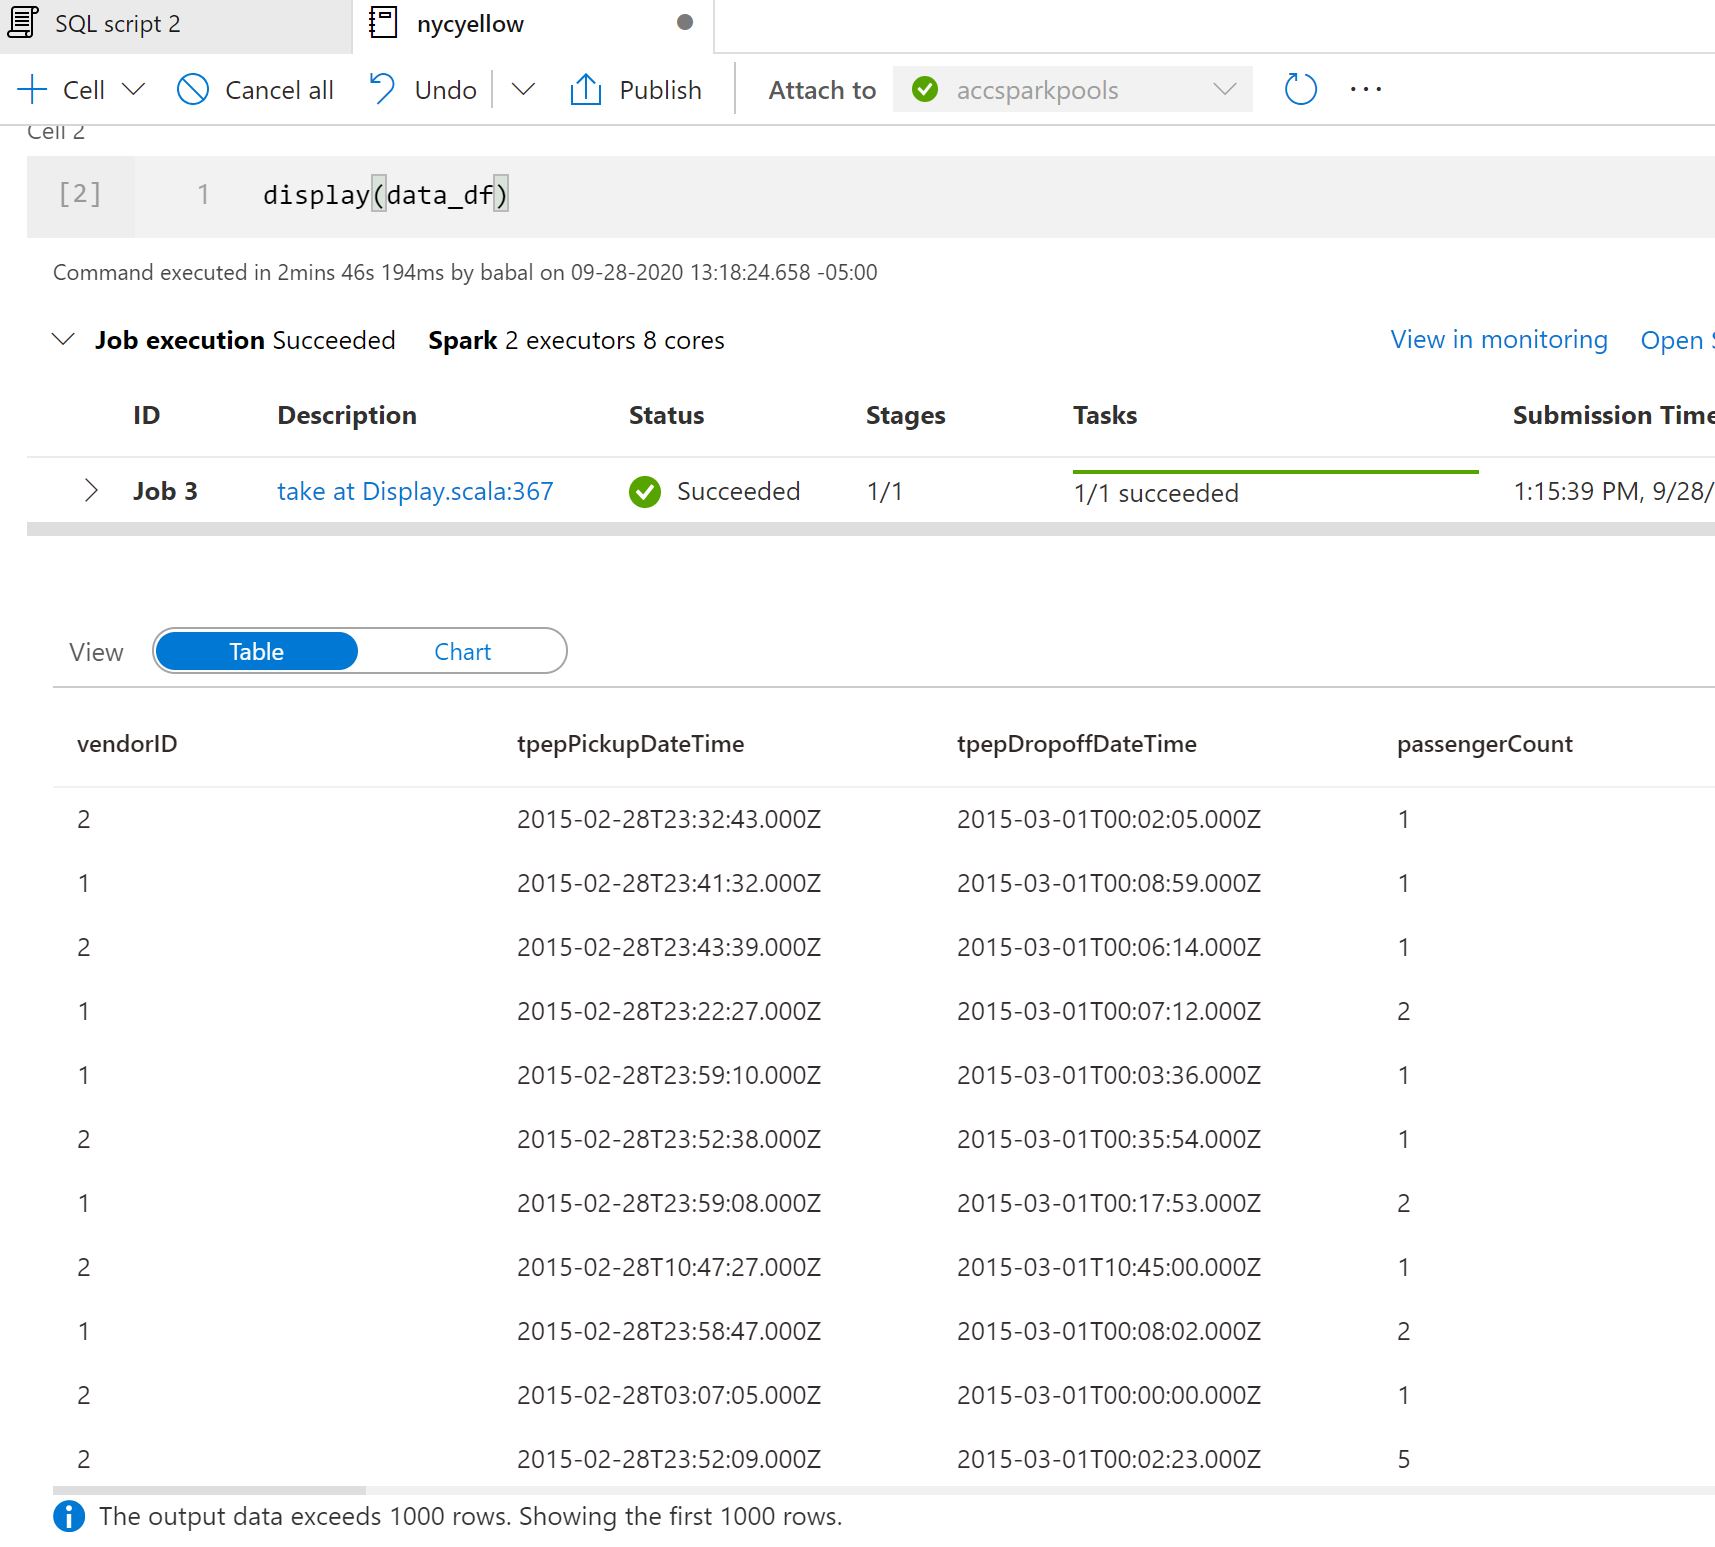 SQL script 2
nycyellow
Cell
Cancel all
Undo
Publish
Attach to
accsparkpools
Cell 2
[2] 1 display(data_df)
Command executed in 2mins 46s 194ms by babal on 09-28-2020 13:18:24.658 -05:00
Job execution Succeeded Spark 2 executors 8 cores View in monitoring Open S
ID Description Status Stages Tasks Submission Time
Job 3 take at Display.scala:367 Succeeded 1/1 1/1 succeeded 1:15:39 PM, 9/28/
View Table Chart
vendorID tpepPickupDateTime tpepDropoffDateTime passengerCount
2 2015-02-28T23:32:43.000Z 2015-03-01T00:02:05.000Z 1
1 2015-02-28T23:41:32.000Z 2015-03-01T00:08:59.000Z 1
2 2015-02-28T23:43:39.000Z 2015-03-01T00:06:14.000Z 1
1 2015-02-28T23:22:27.000Z 2015-03-01T00:07:12.000Z 2
1 2015-02-28T23:59:10.000Z 2015-03-01T00:03:36.000Z 1
2 2015-02-28T23:52:38.000Z 2015-03-01T00:35:54.000Z 1
1 2015-02-28T23:59:08.000Z 2015-03-01T00:17:53.000Z 2
2 2015-02-28T10:47:27.000Z 2015-03-01T10:45:00.000Z 1
1 2015-02-28T23:58:47.000Z 2015-03-01T00:08:02.000Z 2
2 2015-02-28T03:07:05.000Z 2015-03-01T00:00:00.000Z 1
2 2015-02-28T23:52:09.000Z 2015-03-01T00:02:23.000Z 5
The output data exceeds 1000 rows. Showing the first 1000 rows.